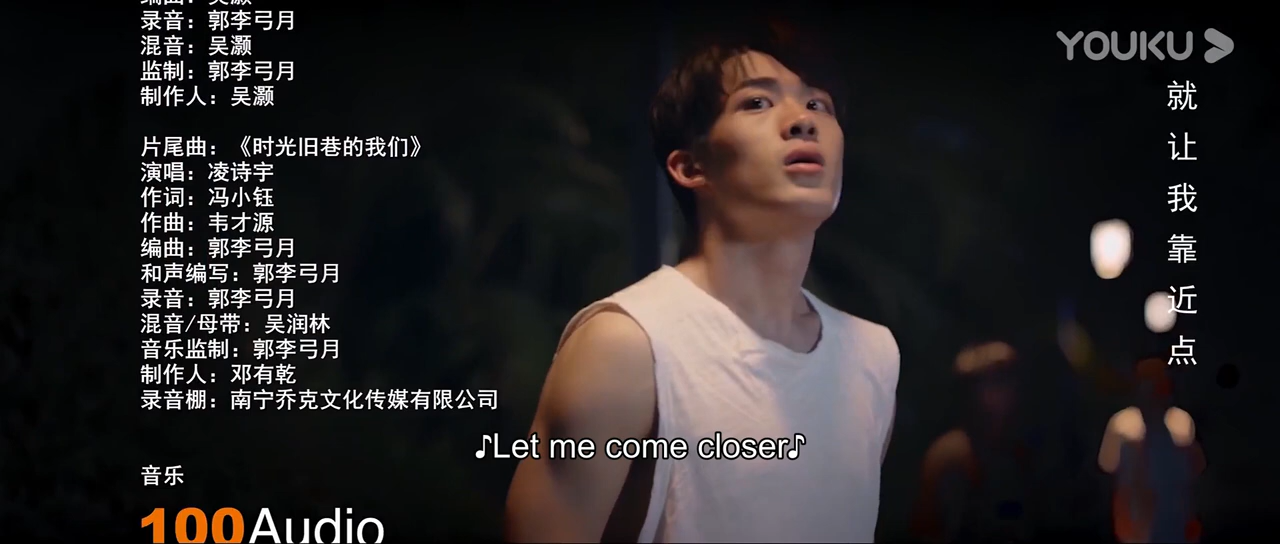 编曲：吴灏
录音：郭李弓月
混音：吴灏
监制：郭李弓月
制作人：吴灏
片尾曲：《时光旧巷的我们》
演唱：凌诗宇
作词：冯小钰
作曲：韦才源
编曲：郭李弓月
和声编写：郭李弓月
录音：郭李弓月
混音/母带：吴润林
音乐监制：郭李弓月
制作人：邓有乾
录音棚：南宁乔克文化传媒有限公司
音乐
100Audio
♪Let me come closer♪
YOUKU
就让我靠近点